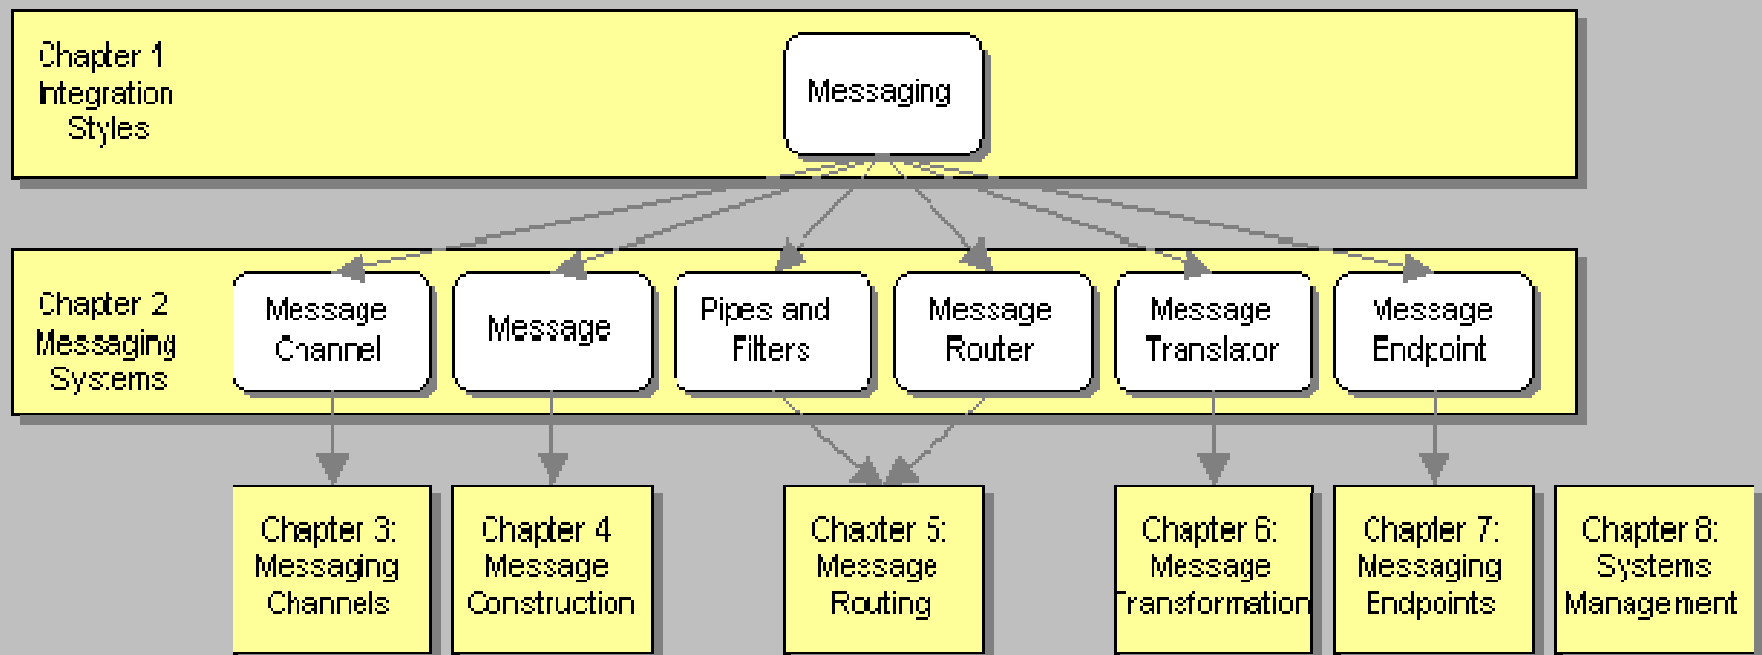 Chapter 1
Integration
Styles
Messaging
Chapter 2
Messaging
Systems
Message
Channel
Message
Pipes and
Filters
Message
Router
Message
Translator
Message
Endpoint
Chapter 3:
Messaging
Channels
Chapter 4
Message
Construction
Chapter 5:
Message
Routing
Chapter 6:
Message
Transformation
Chapter 7:
Messaging
Endpoints
Chapter 8:
Systems
Management